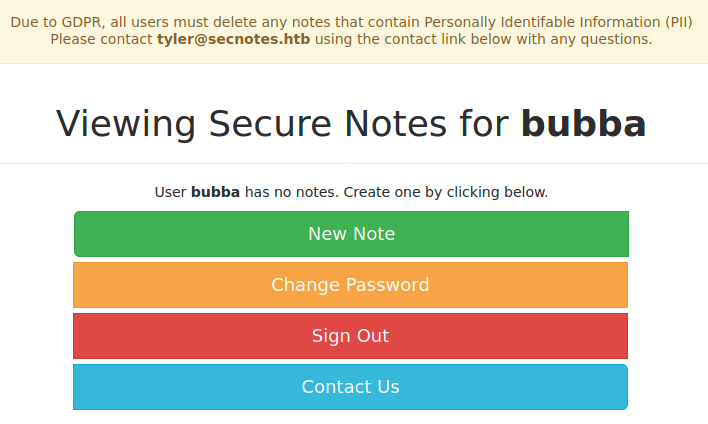 Due to GDPR, all users must delete any notes that contain Personally Identifable Information (PII)
Please contact tyler@secnotes.htb using the contact link below with any questions.
Viewing Secure Notes for bubba
User bubba has no notes. Create one by clicking below.
New Note
Change Password
Sign Out
Contact Us